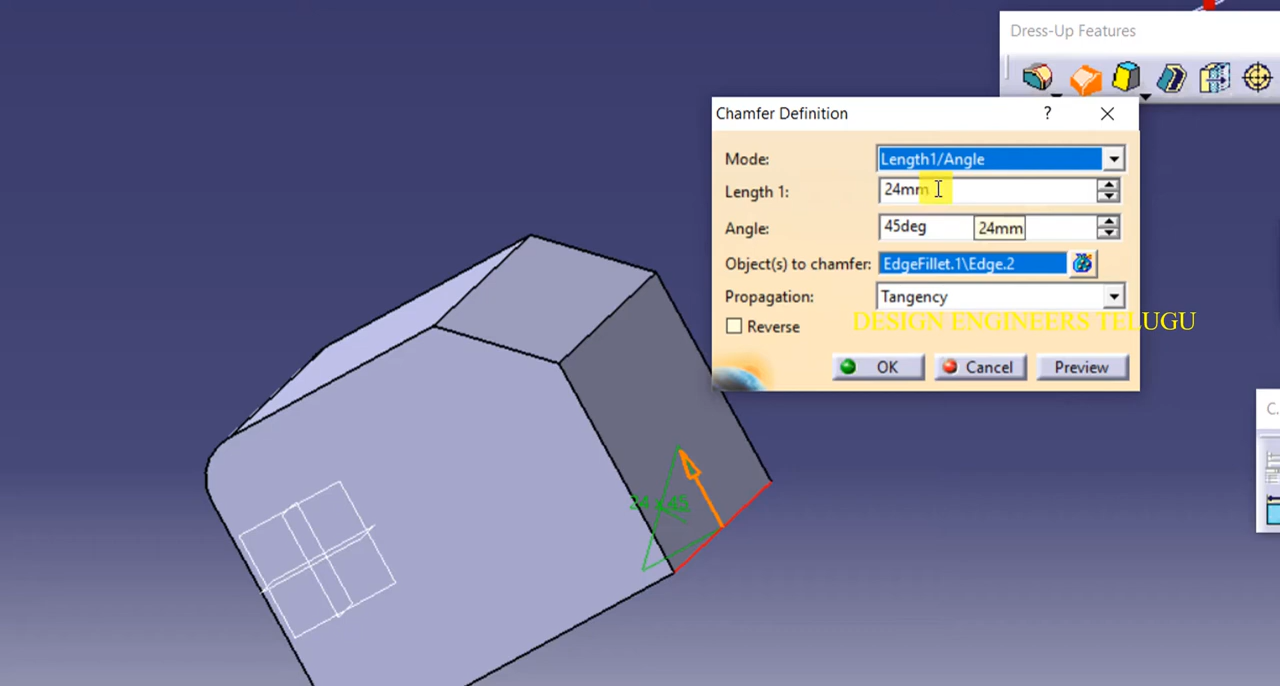 Dress-Up Features
Chamfer Definition
?
Mode:
Length1/Angle
Length 1:
24mm
Angle:
45deg
24mm
Object(s) to chamfer:
EdgeFillet.1\Edge.2
Propagation:
Tangency
Reverse
DESIGN ENGINEERS TELUGU
OK
Cancel
Preview
C.